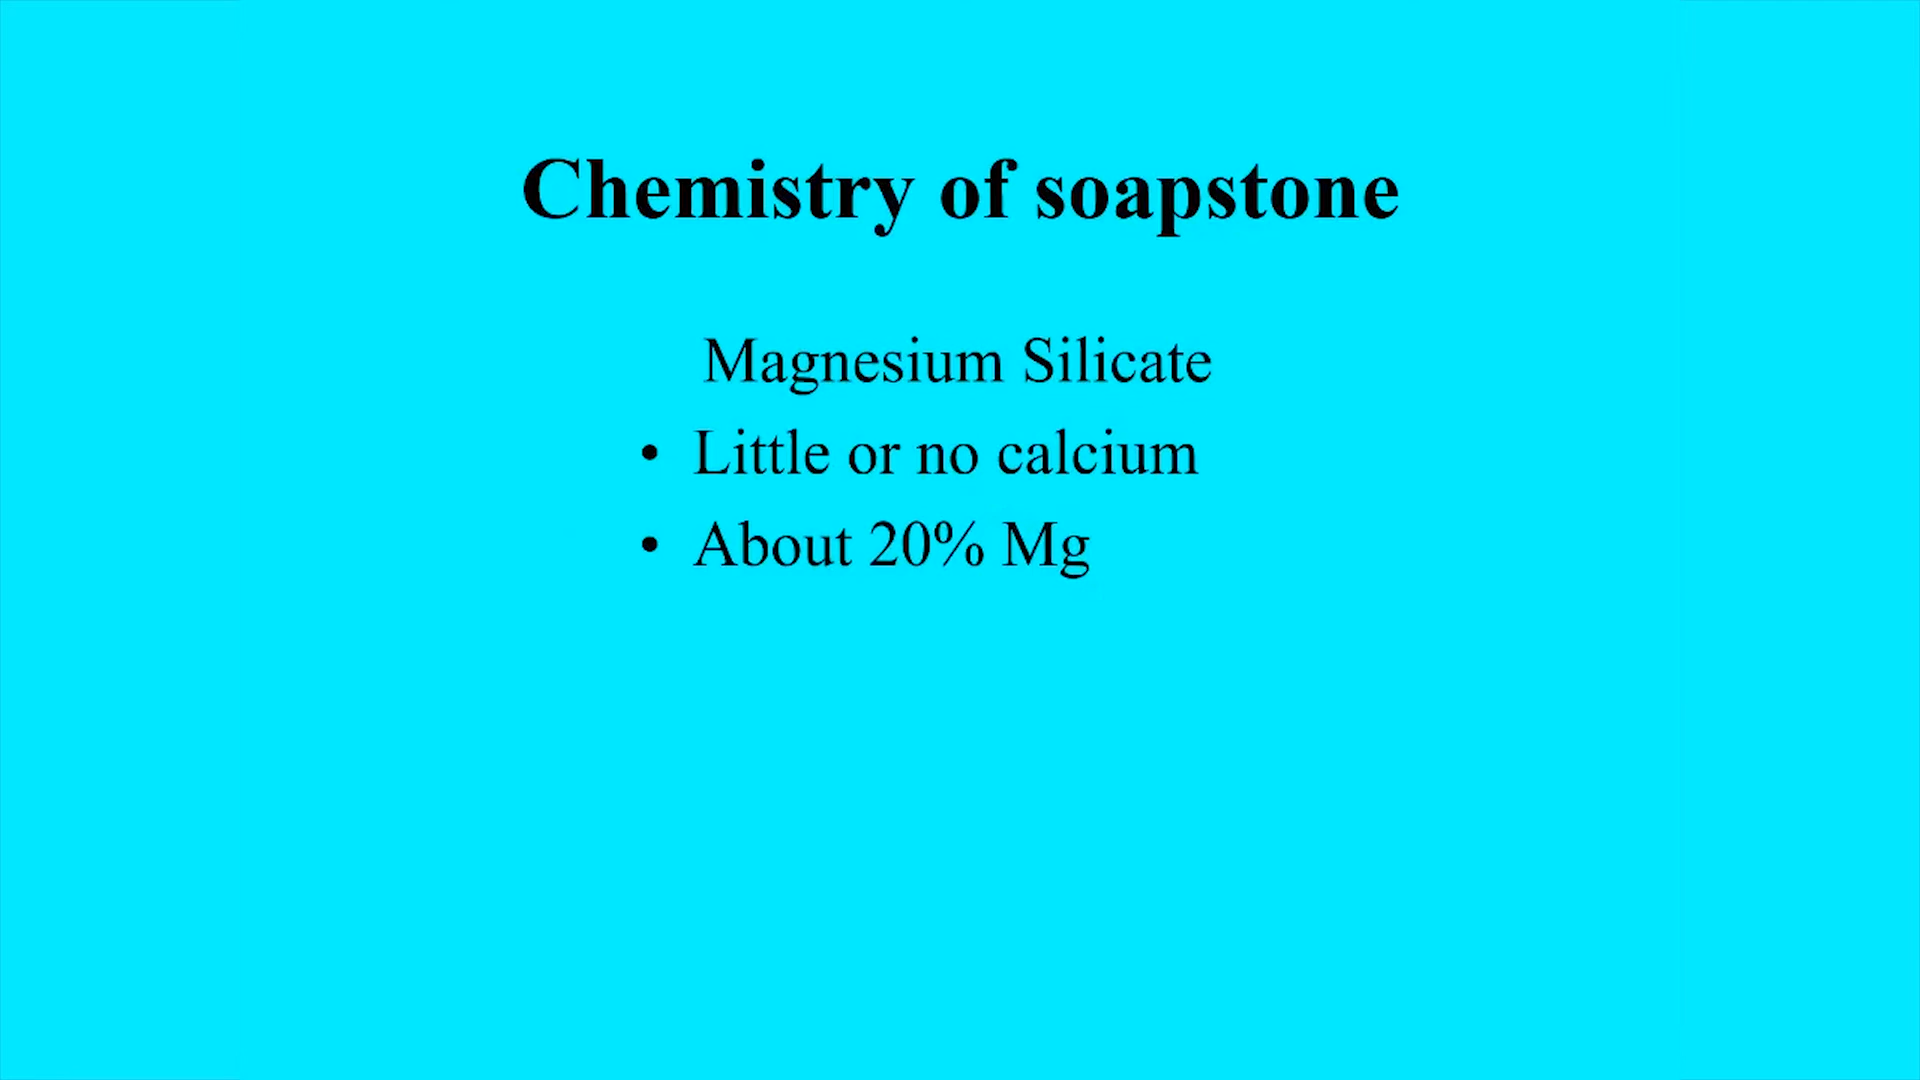 Chemistry of soapstone
Magnesium Silicate
• Little or no calcium
• About 20% Mg